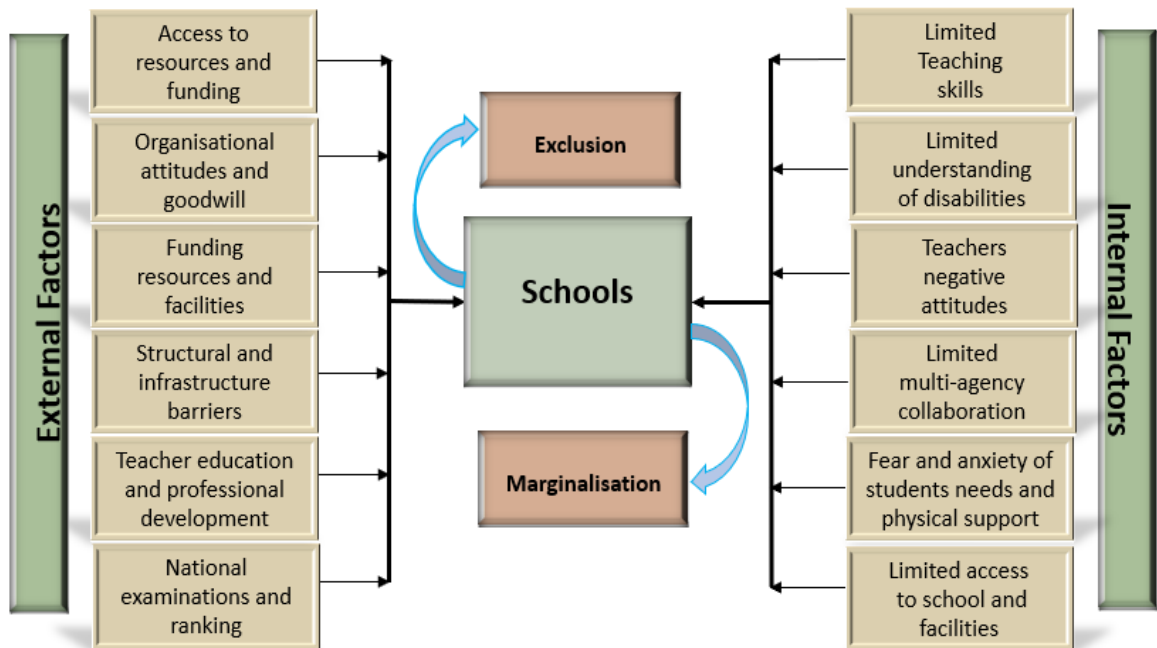 External Factors
Access to
resources and
funding
Organisational
attitudes and
goodwill
Funding
resources and
facilities
Structural and
infrastructure
barriers
Teacher education
and professional
development
National
examinations and
ranking
Exclusion
Schools
Marginalisation
Limited
Teaching
skills
Limited
understanding
of disabilities
Teachers
negative
attitudes
Limited
multi-agency
collaboration
Fear and anxiety of
students needs and
physical support
Limited access
to school and
facilities
Internal Factors